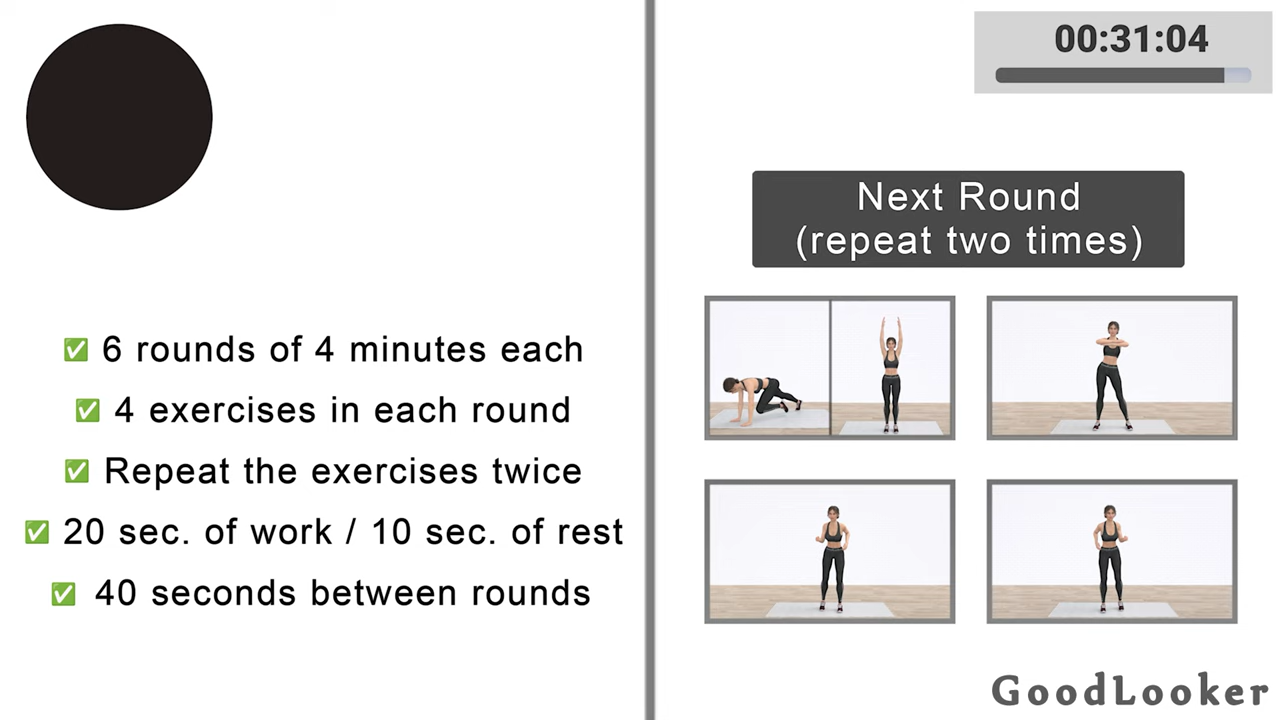 00:31:04
Next Round
(repeat two times)
✅ 6 rounds of 4 minutes each
✅ 4 exercises in each round
✅ Repeat the exercises twice
✅ 20 sec. of work / 10 sec. of rest
✅ 40 seconds between rounds
GoodLooker